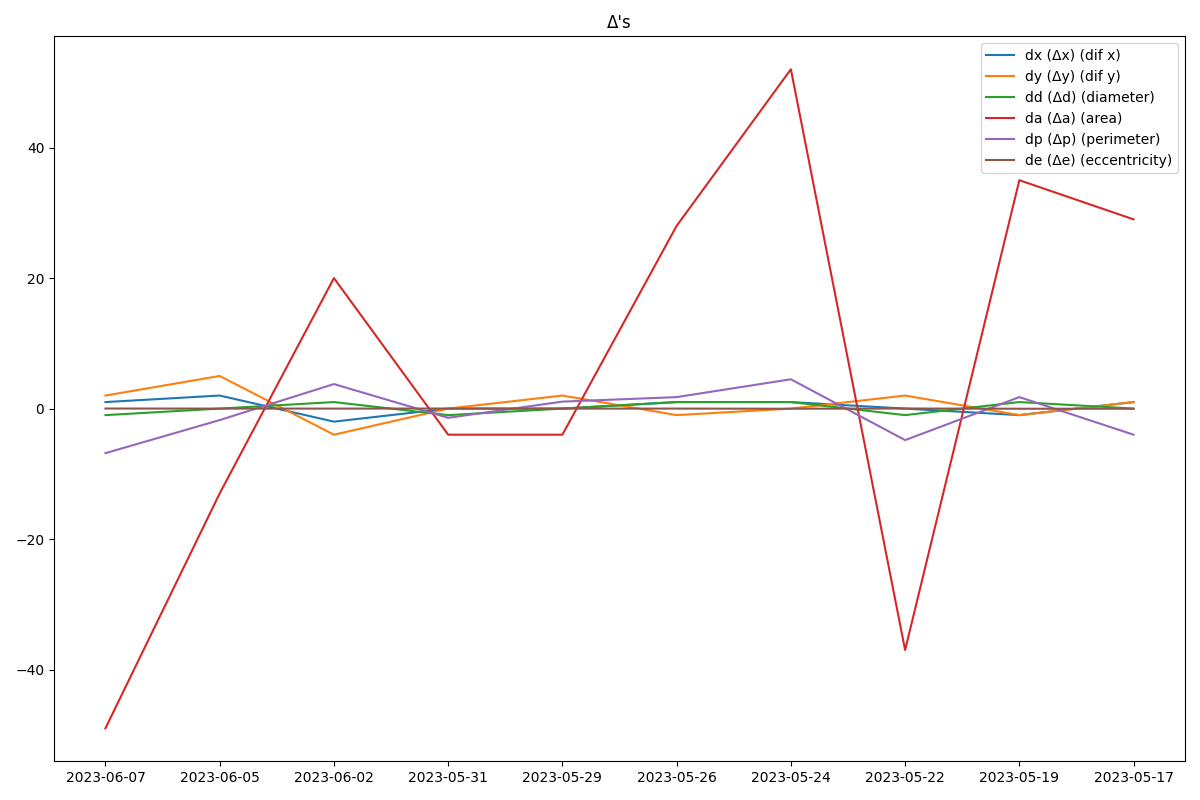 Δ's
dx (Δx) (dif x)
dy (Δy) (dif y)
dd (Δd) (diameter)
da (Δa) (area)
dp (Δp) (perimeter)
de (Δe) (eccentricity)
40
20
0
−20
−40
2023-06-07 2023-06-05 2023-06-02 2023-05-31 2023-05-29 2023-05-26 2023-05-24 2023-05-22 2023-05-19 2023-05-17